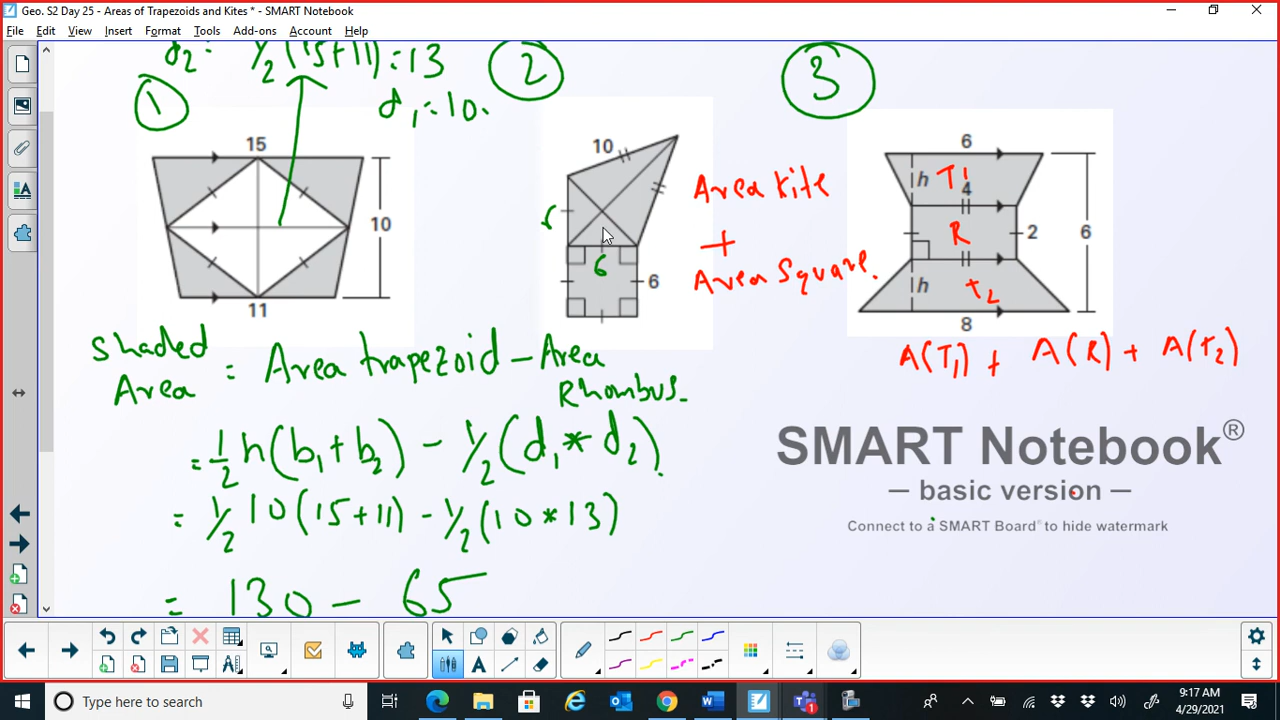 Geo. S2 Day 25 - Areas of Trapezoids and Kites * - SMART Notebook
File Edit View Insert Format Tools Add-ons Account Help
d2 : 1/2 (15+11) = 13
d1 = 10.
1
2
3
15
10
11
10
6
6
6
4
2
6
8
h
h
T1
R
t2
Area Kite
+
Area Square.
A(T1) + A(R) + A(T2)
Shaded Area = Area trapezoid - Area Rhombus.
= 1/2 h(b1 + b2) - 1/2 (d1 * d2).
= 1/2 10(15+11) - 1/2 (10 * 13)
= 130 - 65
SMART Notebook®
— basic version —
Connect to a SMART Board® to hide watermark
Type here to search
9:17 AM
4/29/2021